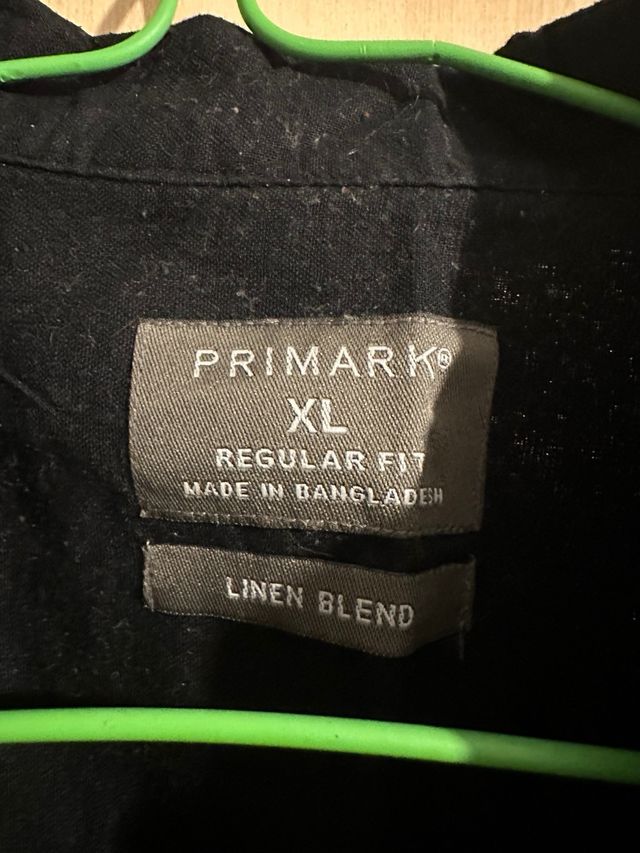 PRIMARK®
XL
REGULAR FIT
MADE IN BANGLADESH
LINEN BLEND